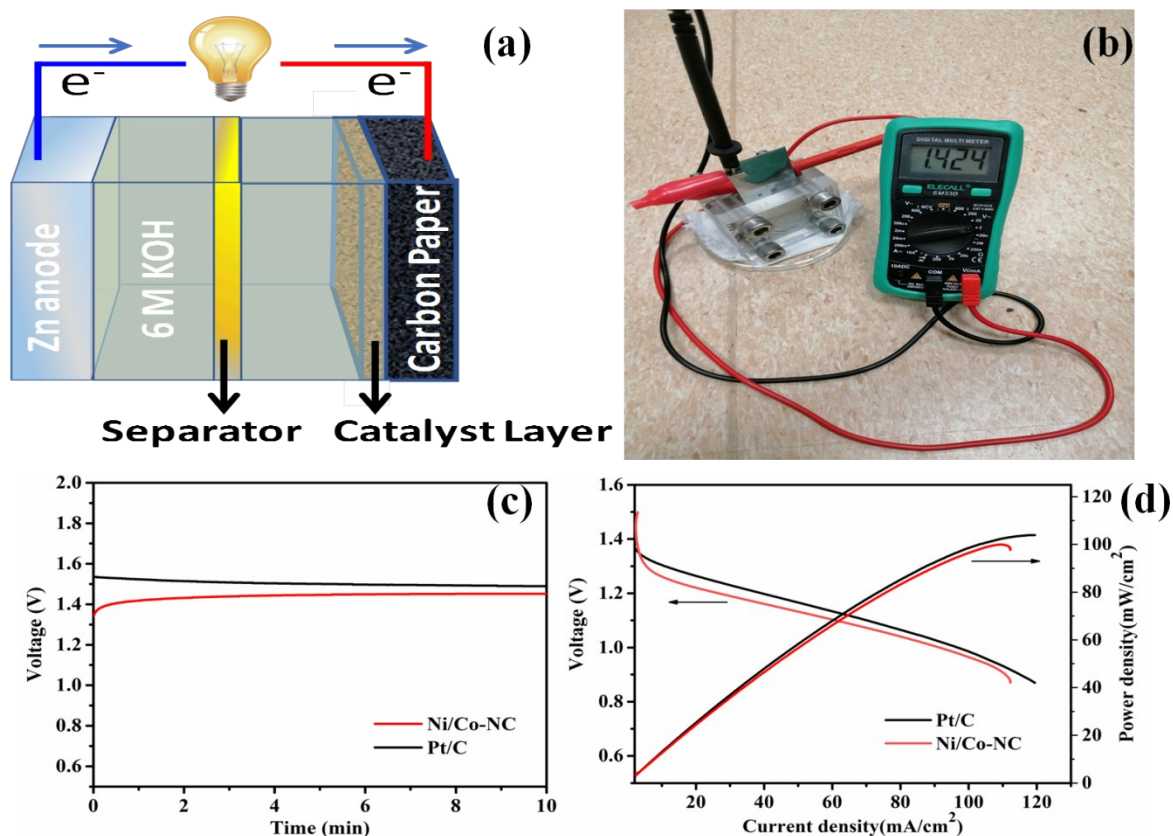 (a)
e⁻
e⁻
Zn anode
6 M KOH
Carbon Paper
Separator
Catalyst Layer
(b)
DIGITAL MULTI METER
1.424
ELECALL
EM33D
COM
VΩmA
10ADC
(c)
Voltage (V)
2.0
1.8
1.6
1.4
1.2
1.0
0.8
0.6
Ni/Co-NC
Pt/C
0
2
4
6
8
10
Time (min)
(d)
Voltage (V)
1.6
1.4
1.2
1.0
0.8
0.6
Pt/C
Ni/Co-NC
0
20
40
60
80
100
120
Power density(mW/cm²)
20
40
60
80
100
120
Current density(mA/cm²)